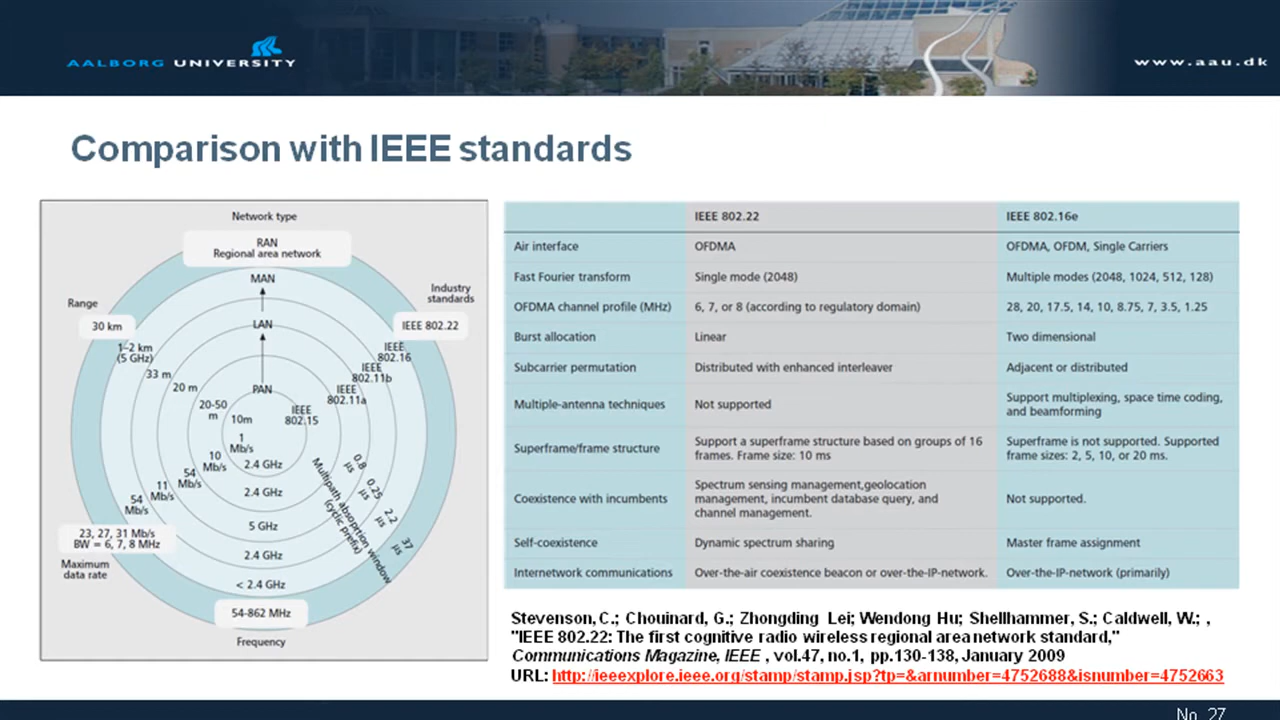 AALBORG UNIVERSITY
www.aau.dk
Comparison with IEEE standards
Network type
RAN
Regional area network
MAN
Industry
standards
Range
30 km
LAN
IEEE 802.22
1–2 km
(5 GHz)
IEEE
802.16
33 m
IEEE
802.11b
20 m
PAN
IEEE
802.11a
20-50
m
10m
IEEE
802.15
1
Mb/s
10
Mb/s
2.4 GHz
0.8
µs
54
Mb/s
11
Mb/s
2.4 GHz
0.25
µs
54
Mb/s
2.2
µs
5 GHz
37
µs
Multipath absorption window
(cyclic prefix)
23, 27, 31 Mb/s
BW = 6, 7, 8 MHz
2.4 GHz
Maximum
data rate
< 2.4 GHz
54-862 MHz
Frequency
IEEE 802.22 IEEE 802.16e
Air interface OFDMA OFDMA, OFDM, Single Carriers
Fast Fourier transform Single mode (2048) Multiple modes (2048, 1024, 512, 128)
OFDMA channel profile (MHz) 6, 7, or 8 (according to regulatory domain) 28, 20, 17.5, 14, 10, 8.75, 7, 3.5, 1.25
Burst allocation Linear Two dimensional
Subcarrier permutation Distributed with enhanced interleaver Adjacent or distributed
Multiple-antenna techniques Not supported Support multiplexing, space time coding,
and beamforming
Superframe/frame structure Support a superframe structure based on groups of 16
frames. Frame size: 10 ms
Superframe is not supported. Supported
frame sizes: 2, 5, 10, or 20 ms.
Coexistence with incumbents Spectrum sensing management,geolocation
management, incumbent database query, and
channel management.
Not supported.
Self-coexistence Dynamic spectrum sharing Master frame assignment
Internetwork communications Over-the-air coexistence beacon or over-the-IP-network. Over-the-IP-network (primarily)
Stevenson, C.; Chouinard, G.; Zhongding Lei; Wendong Hu; Shellhammer, S.; Caldwell, W.; ,
"IEEE 802.22: The first cognitive radio wireless regional area network standard,"
Communications Magazine, IEEE , vol.47, no.1, pp.130-138, January 2009
URL: http://ieeexplore.ieee.org/stamp/stamp.jsp?tp=&arnumber=4752688&isnumber=4752663
No. 27